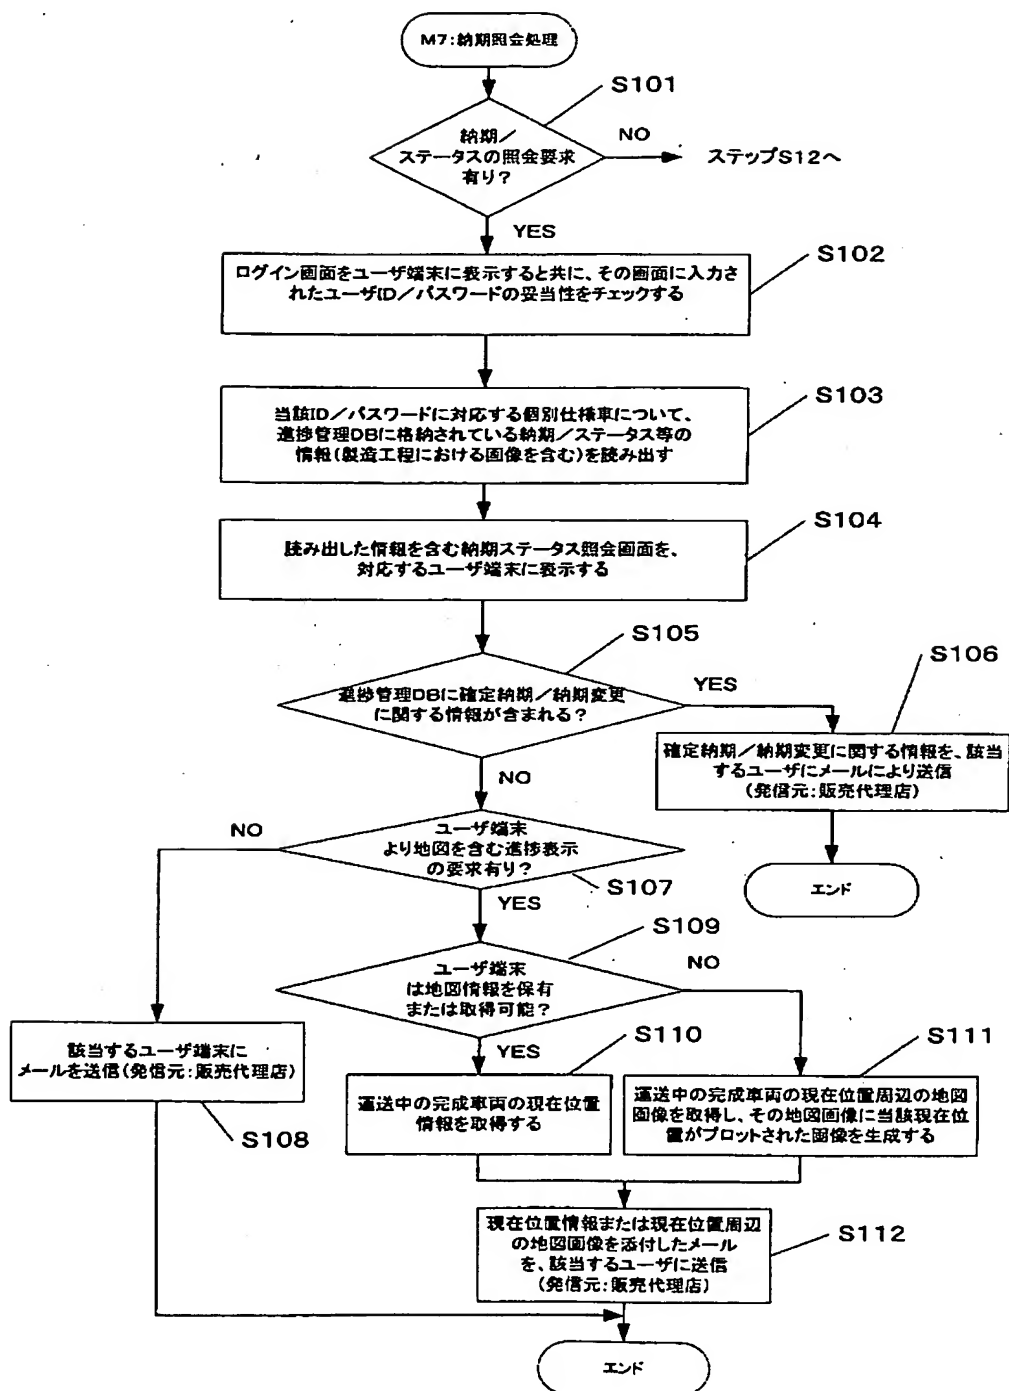 M7:納期照会処理
S101
納期／
ステータスの照会要求
有り？
NO
ステップS12へ
YES
S102
ログイン画面をユーザ端末に表示すると共に、その画面に入力さ
れたユーザID／パスワードの妥当性をチェックする
S103
当該ID／パスワードに対応する個別仕様車について、
進捗管理DBに格納されている納期／ステータス等の
情報(製造工程における画像を含む)を読み出す
S104
読み出した情報を含む納期ステータス照会画面を、
対応するユーザ端末に表示する
S105
進捗管理DBに確定納期／納期変更
に関する情報が含まれる？
YES
S106
確定納期／納期変更に関する情報を、該当
するユーザにメールにより送信
(発信元:販売代理店)
エンド
NO
ユーザ端末
より地図を含む進捗表示
の要求有り？
NO
S107
YES
S109
ユーザ端末
は地図情報を保有
または取得可能？
NO
該当するユーザ端末に
メールを送信(発信元:販売代理店)
S108
YES
S110
運送中の完成車両の現在位置
情報を取得する
S111
運送中の完成車両の現在位置周辺の地図
画像を取得し、その地図画像に当該現在位
置がプロットされた画像を生成する
現在位置情報または現在位置周辺
の地図画像を添付したメール
を、該当するユーザに送信
(発信元:販売代理店)
S112
エンド